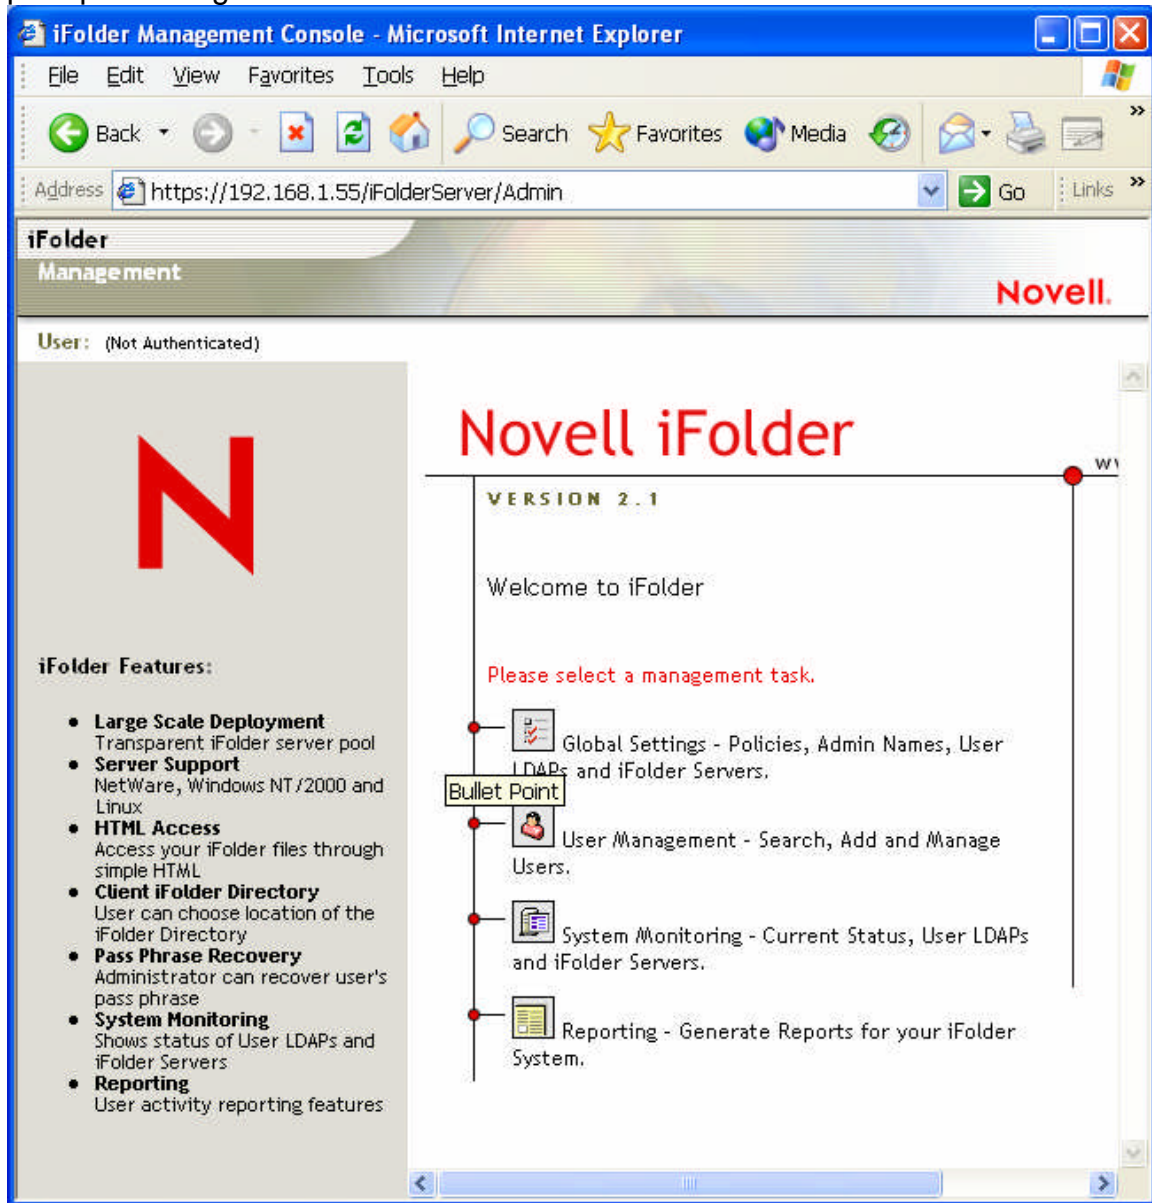 iFolder Management Console - Microsoft Internet Explorer
File Edit View Favorites Tools Help
Back Search Favorites Media
Address https://192.168.1.55/iFolderServer/Admin Go Links
iFolder
Management
Novell.
User: (Not Authenticated)
N
iFolder Features:
Large Scale Deployment
Transparent iFolder server pool
Server Support
NetWare, Windows NT/2000 and
Linux
HTML Access
Access your iFolder files through
simple HTML
Client iFolder Directory
User can choose location of the
iFolder Directory
Pass Phrase Recovery
Administrator can recover user's
pass phrase
System Monitoring
Shows status of User LDAPs and
iFolder Servers
Reporting
User activity reporting features
Novell iFolder
VERSION 2.1
Welcome to iFolder
Please select a management task.
Global Settings - Policies, Admin Names, User
LDAPs and iFolder Servers.
Bullet Point
User Management - Search, Add and Manage
Users.
System Monitoring - Current Status, User LDAPs
and iFolder Servers.
Reporting - Generate Reports for your iFolder
System.